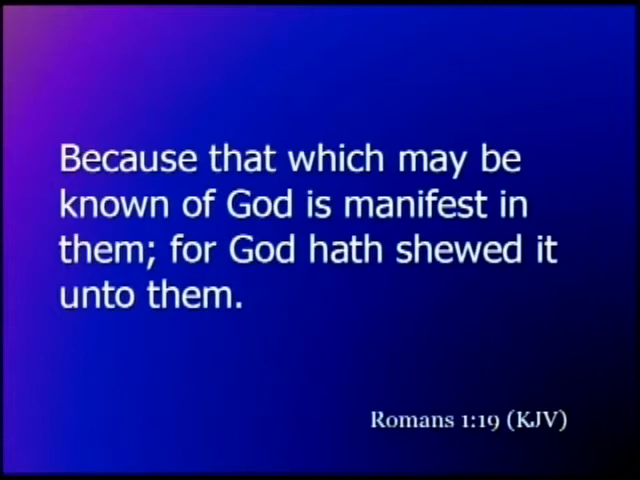 Because that which may be
known of God is manifest in
them; for God hath shewed it
unto them.
Romans 1:19 (KJV)